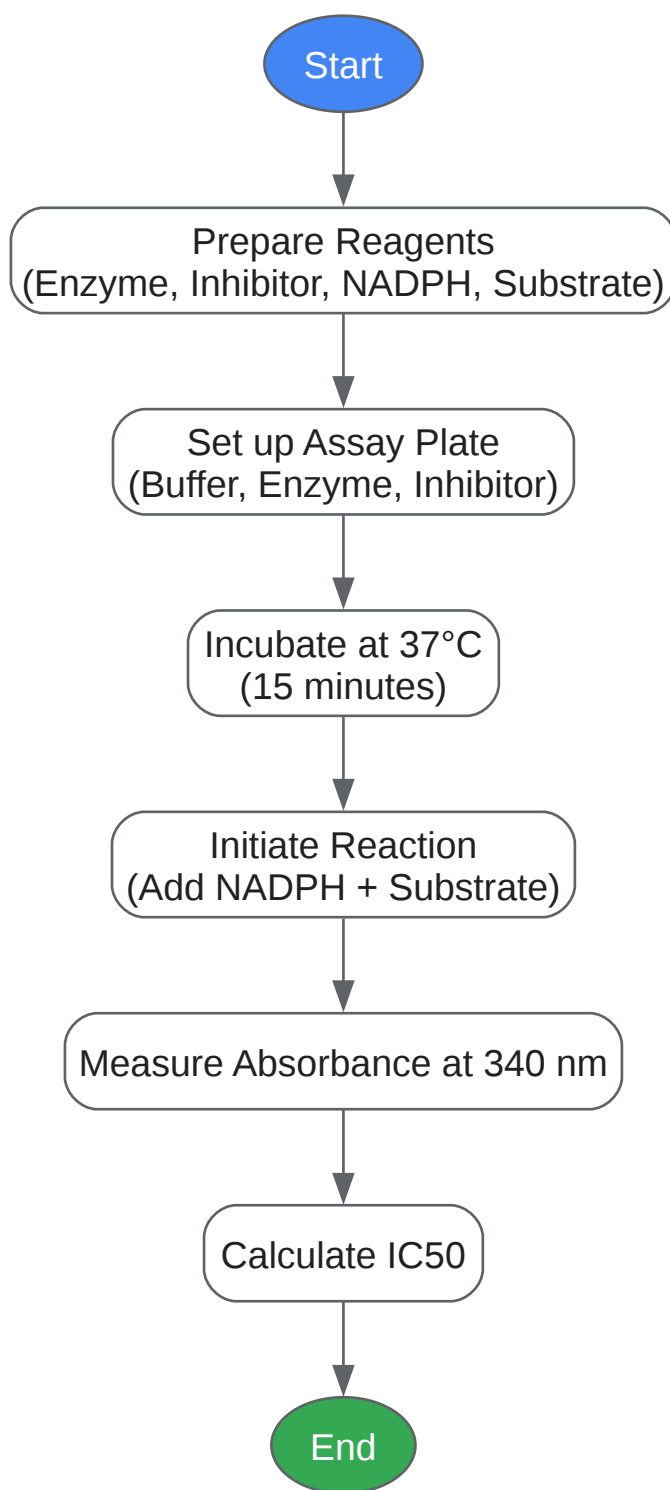 Start
Prepare Reagents
(Enzyme, Inhibitor, NADPH, Substrate)
Set up Assay Plate
(Buffer, Enzyme, Inhibitor)
Incubate at 37°C
(15 minutes)
Initiate Reaction
(Add NADPH + Substrate)
Measure Absorbance at 340 nm
Calculate IC50
End